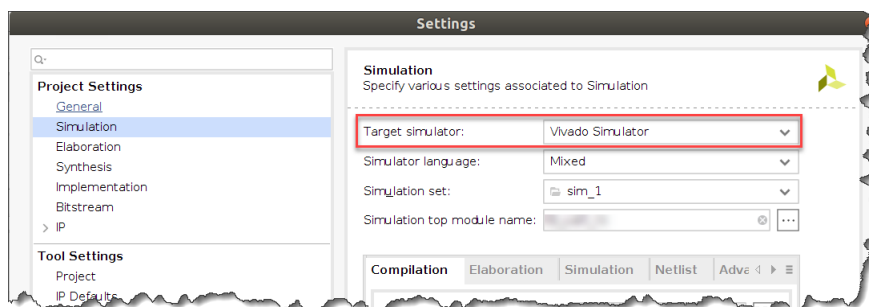 Settings
Project Settings
General
Simulation
Elaboration
Synthesis
Implementation
Bitstream
IP
Tool Settings
Project
IP Defaults
Simulation
Specify various settings associated to Simulation
Target simulator: Vivado Simulator
Simulator language: Mixed
Simulation set: sim_1
Simulation top module name:
Compilation Elaboration Simulation Netlist Adva